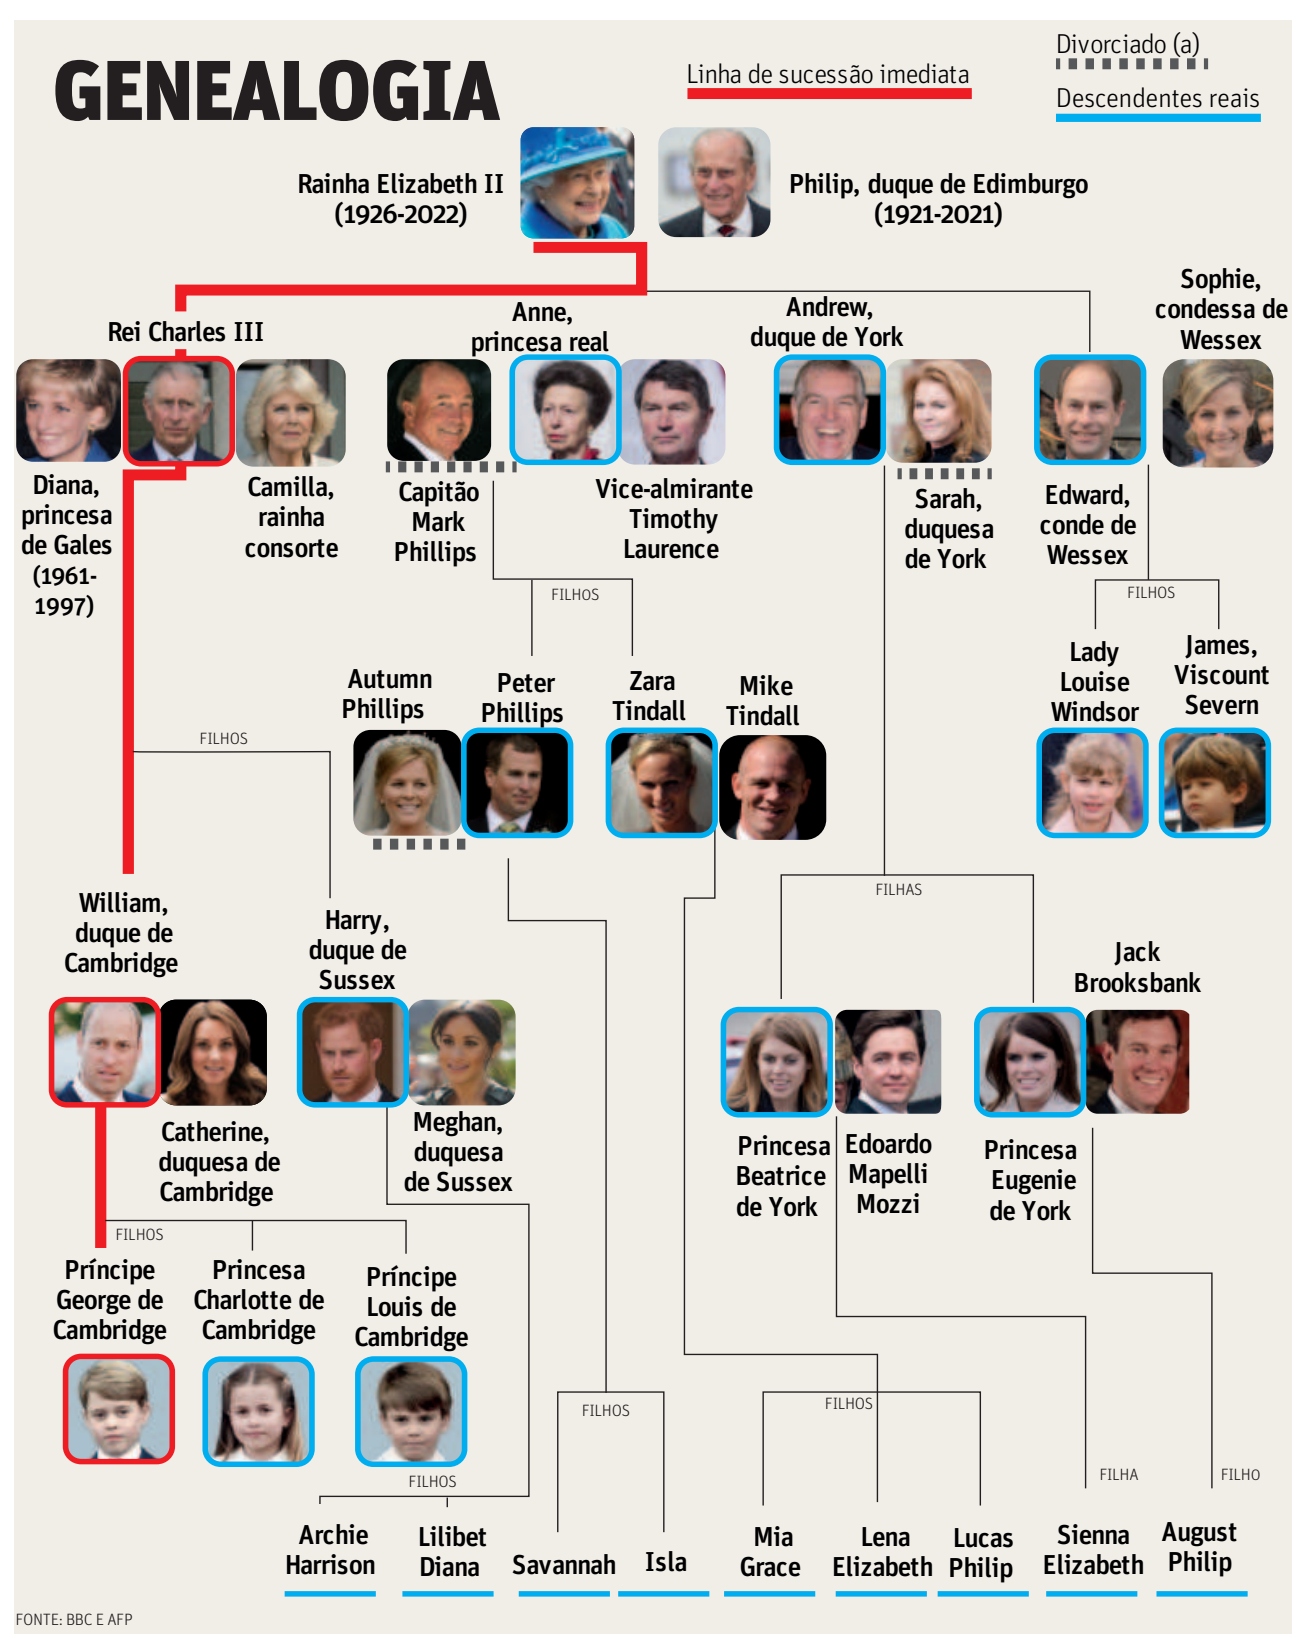 GENEALOGIA
Linha de sucessão imediata
Divorciado (a)
Descendentes reais
Rainha Elizabeth II
(1926-2022)
Philip, duque de Edimburgo
(1921-2021)
Rei Charles III
Anne,
princesa real
Andrew,
duque de York
Sophie,
condessa de
Wessex
Diana,
princesa
de Gales
(1961-
1997)
Camilla,
rainha
consorte
Capitão
Mark
Phillips
Vice-almirante
Timothy
Laurence
Sarah,
duquesa
de York
Edward,
conde de
Wessex
FILHOS
FILHOS
Autumn
Phillips
Peter
Phillips
Zara
Tindall
Mike
Tindall
Lady
Louise
Windsor
James,
Viscount
Severn
FILHOS
FILHAS
William,
duque de
Cambridge
Harry,
duque de
Sussex
Jack
Brooksbank
Catherine,
duquesa de
Cambridge
Meghan,
duquesa
de Sussex
Princesa
Beatrice
de York
Edoardo
Mapelli
Mozzi
Princesa
Eugenie
de York
FILHOS
Príncipe
George de
Cambridge
Princesa
Charlotte de
Cambridge
Príncipe
Louis de
Cambridge
FILHOS
FILHOS
FILHOS
FILHA
FILHO
Archie
Harrison
Lilibet
Diana
Savannah
Isla
Mia
Grace
Lena
Elizabeth
Lucas
Philip
Sienna
Elizabeth
August
Philip
FONTE: BBC E AFP